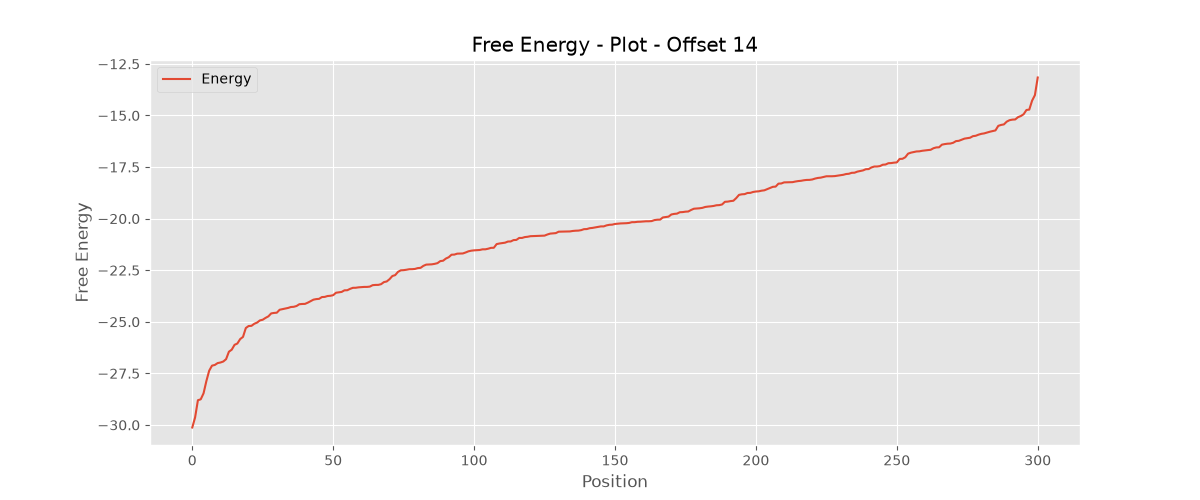 Free Energy - Plot - Offset 14
Energy
Free Energy
−12.5
−15.0
−17.5
−20.0
−22.5
−25.0
−27.5
−30.0
0 50 100 150 200 250 300
Position